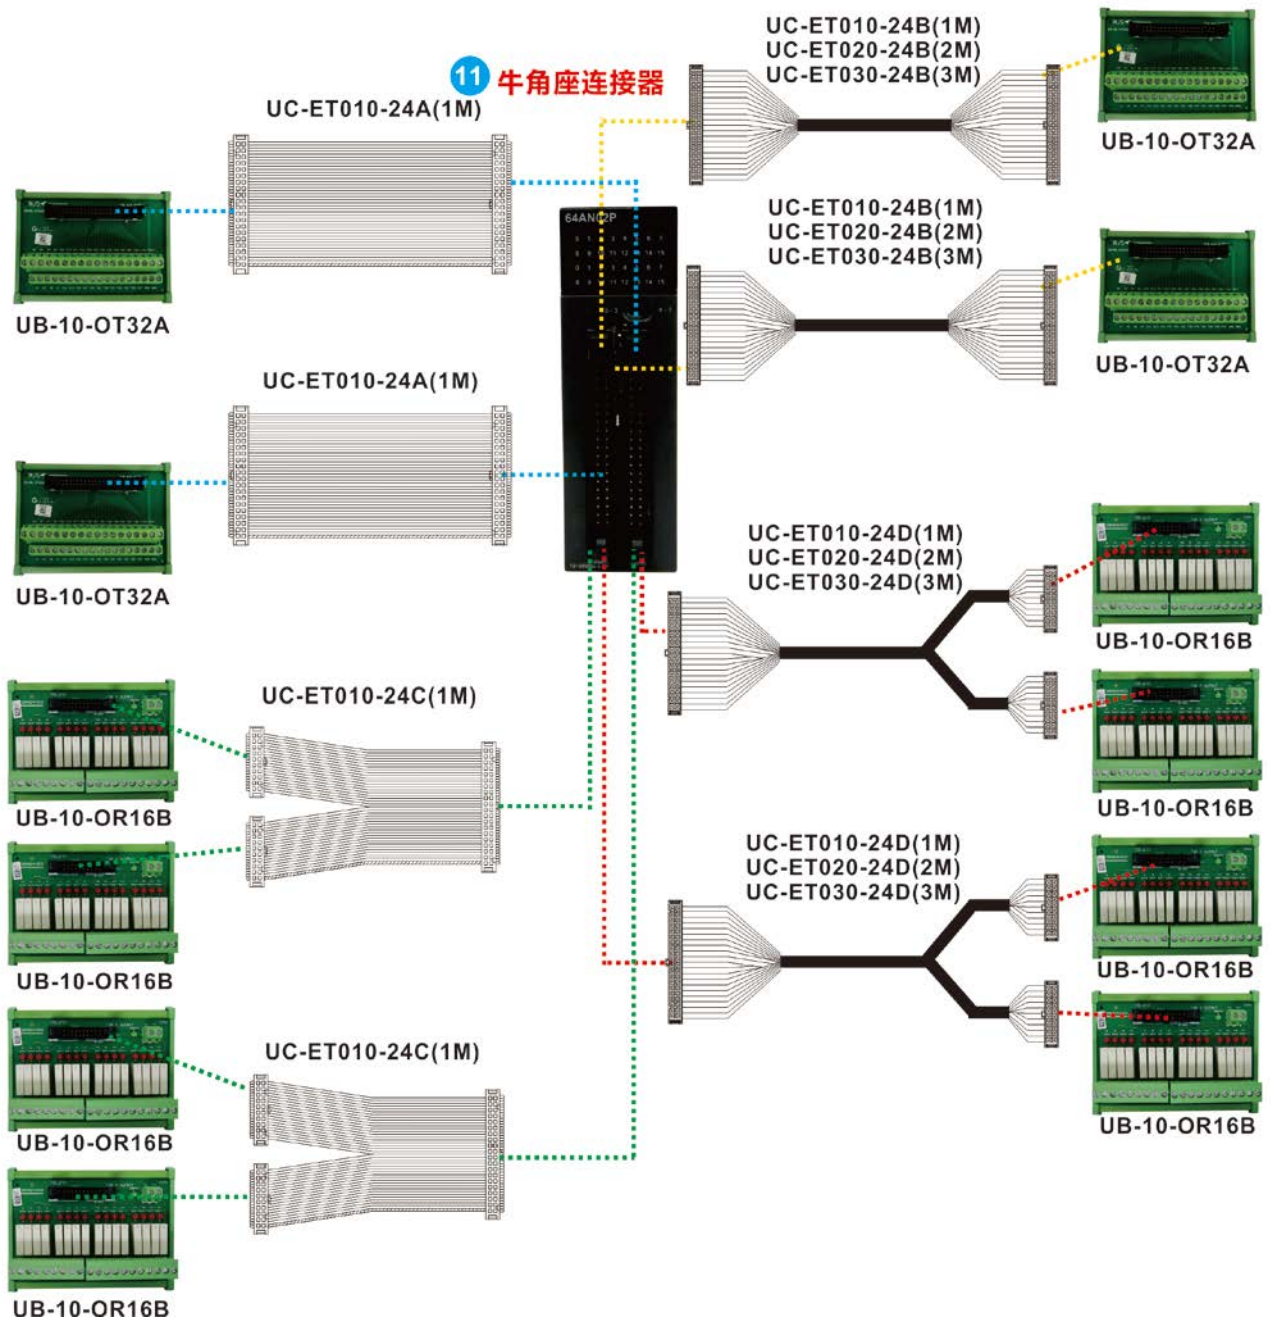 UC-ET010-24B(1M)
UC-ET020-24B(2M)
UC-ET030-24B(3M)
11 牛角座连接器
UC-ET010-24A(1M)
UB-10-OT32A
UB-10-OT32A
64AN02P
UC-ET010-24B(1M)
UC-ET020-24B(2M)
UC-ET030-24B(3M)
UB-10-OT32A
UC-ET010-24A(1M)
UB-10-OT32A
UC-ET010-24D(1M)
UC-ET020-24D(2M)
UC-ET030-24D(3M)
UB-10-OR16B
UC-ET010-24C(1M)
UB-10-OR16B
UB-10-OR16B
UC-ET010-24D(1M)
UC-ET020-24D(2M)
UC-ET030-24D(3M)
UB-10-OR16B
UB-10-OR16B
UC-ET010-24C(1M)
UB-10-OR16B
UB-10-OR16B
UB-10-OR16B